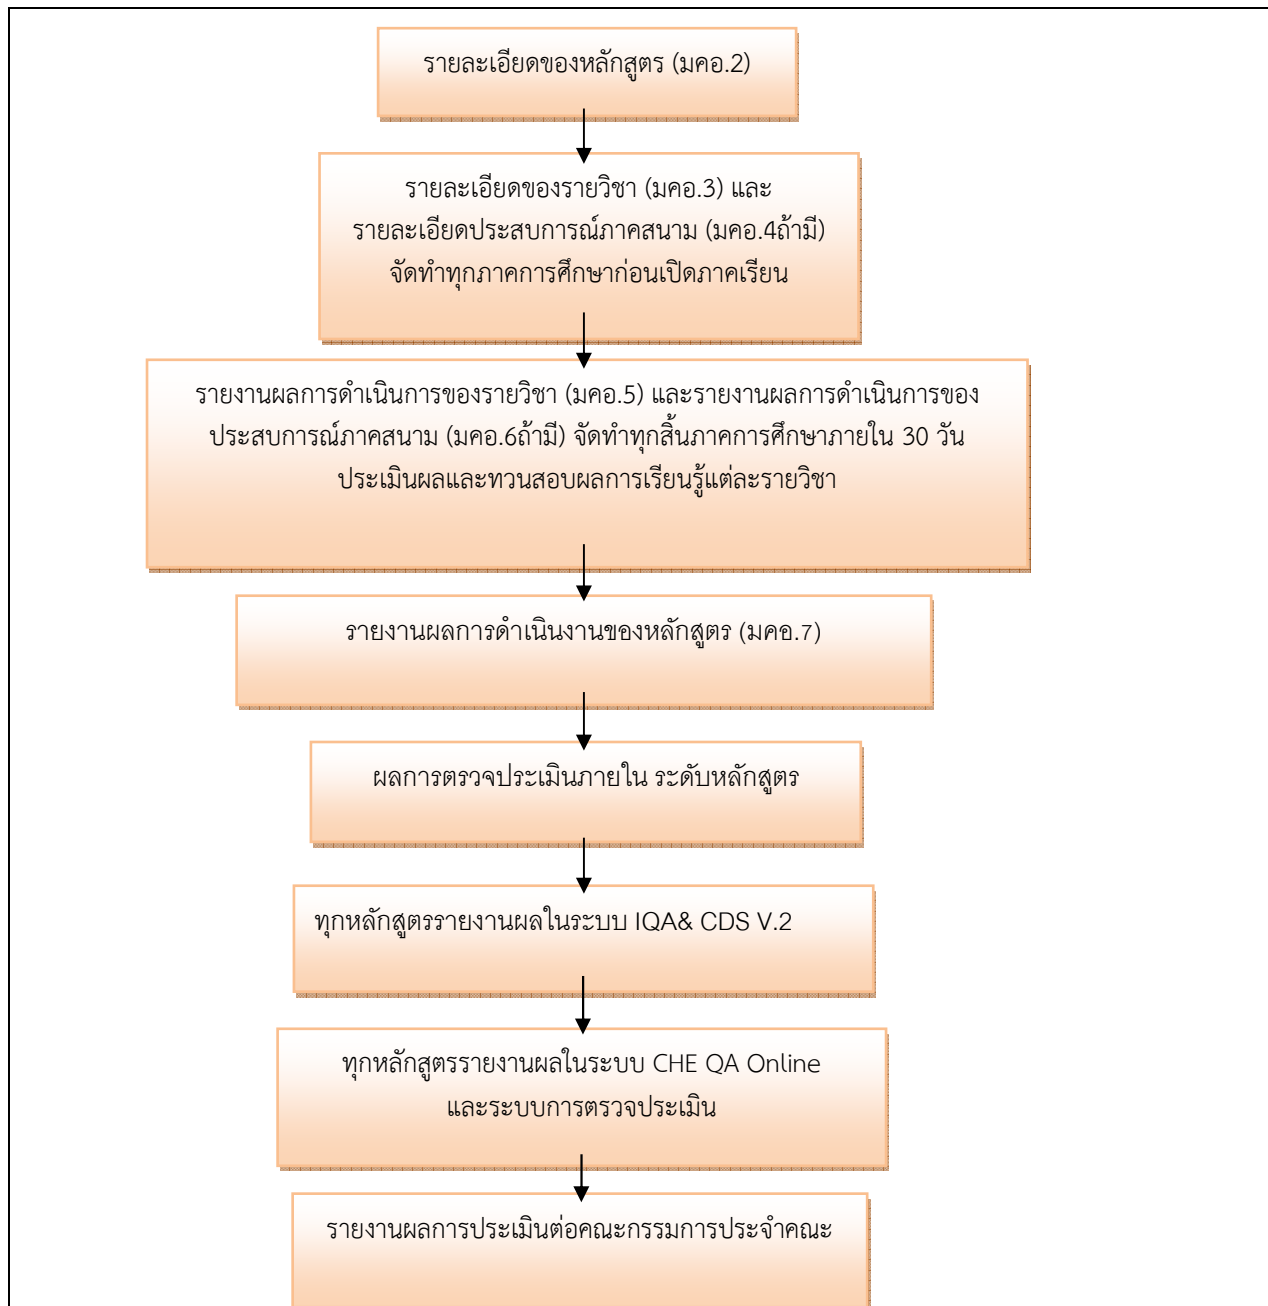 รายละเอียดของหลักสูตร (มคอ.2)
รายละเอียดของรายวิชา (มคอ.3) และ
รายละเอียดประสบการณ์ภาคสนาม (มคอ.4ถ้ามี)
จัดทำทุกภาคการศึกษาก่อนเปิดภาคเรียน
รายงานผลการดำเนินการของรายวิชา (มคอ.5) และรายงานผลการดำเนินการของ
ประสบการณ์ภาคสนาม (มคอ.6ถ้ามี) จัดทำทุกสิ้นภาคการศึกษาภายใน 30 วัน
ประเมินผลและทวนสอบผลการเรียนรู้แต่ละรายวิชา
รายงานผลการดำเนินงานของหลักสูตร (มคอ.7)
ผลการตรวจประเมินภายใน ระดับหลักสูตร
ทุกหลักสูตรรายงานผลในระบบ IQA& CDS V.2
ทุกหลักสูตรรายงานผลในระบบ CHE QA Online
และระบบการตรวจประเมิน
รายงานผลการประเมินต่อคณะกรรมการประจำคณะ